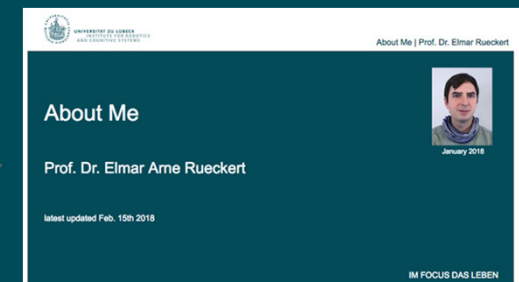 UNIVERSITÄT ZU LÜBECK
INSTITUTE FOR ROBOTICS
AND COGNITIVE SYSTEMS
About Me | Prof. Dr. Elmar Rueckert
About Me
January 2018
Prof. Dr. Elmar Arne Rueckert
latest updated Feb. 15th 2018
IM FOCUS DAS LEBEN